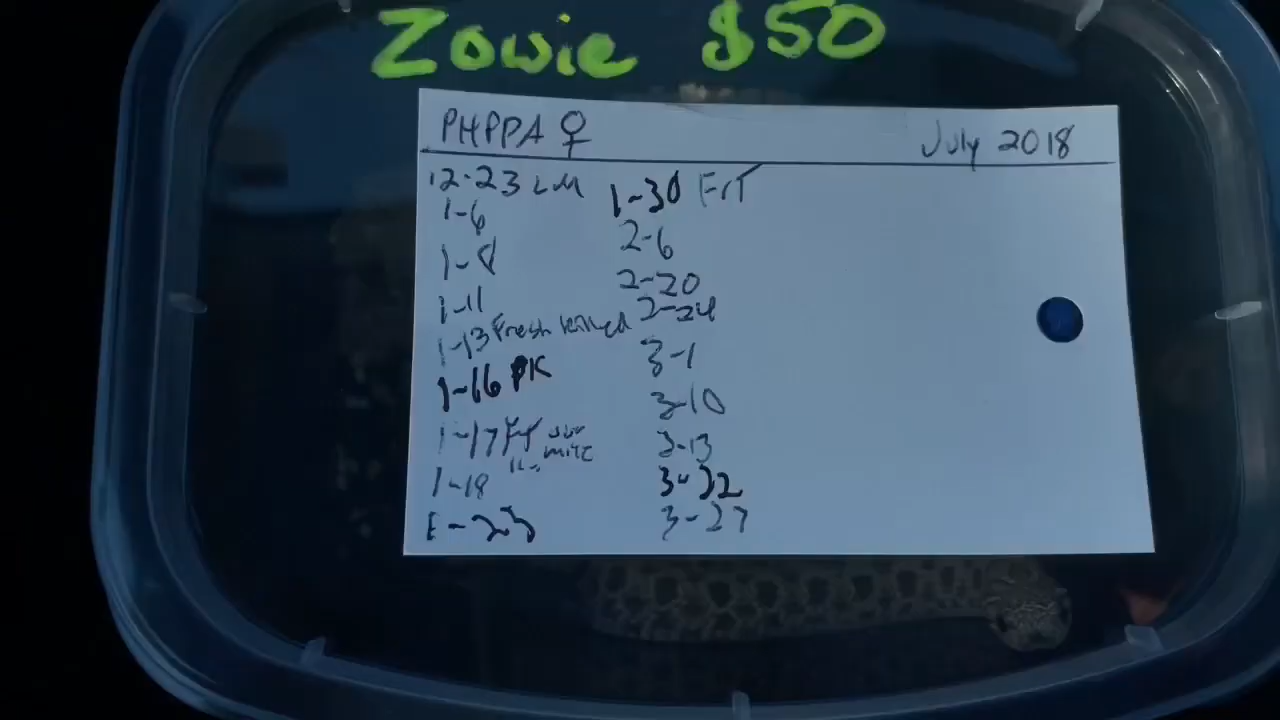 Zowie $50
PHPPA ♀ July 2018
12-23 LM
1-6
1-8
1-11
1-13 Fresh killed
1-16 PK
1-17
1-18
1-23
1-30 F/T
2-6
2-20
2-24
3-1
3-10
3-13
3-22
3-27